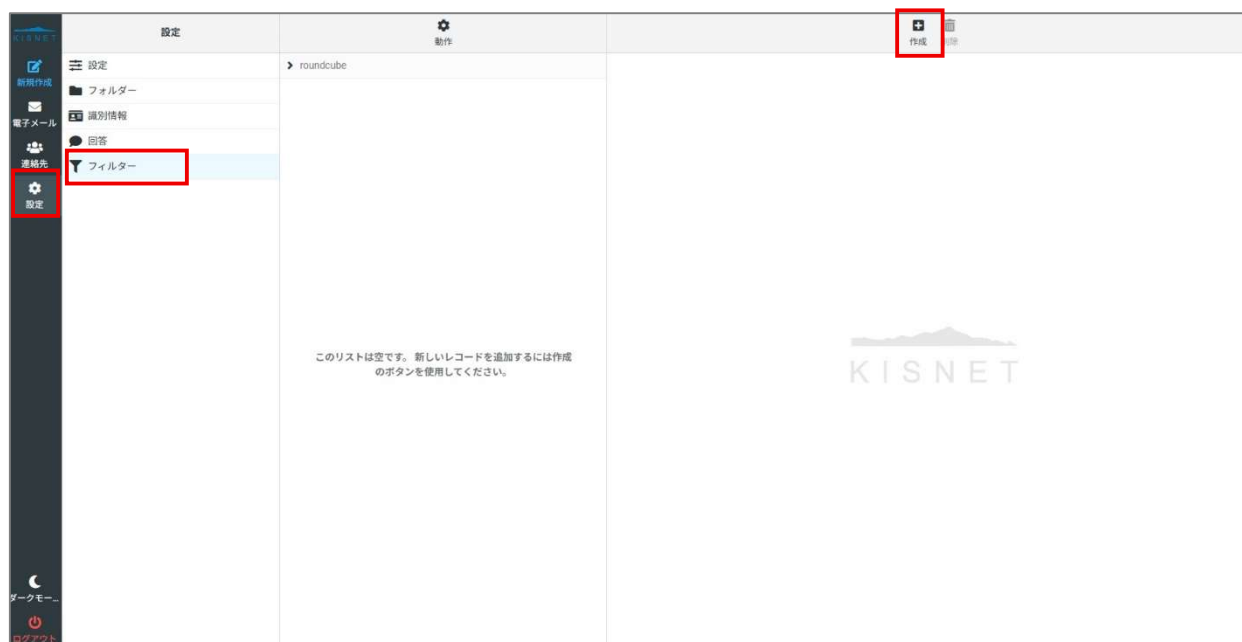 KISNET
新規作成
電子メール
連絡先
設定
ダークモー...
ログアウト
設定
設定
フォルダー
識別情報
回答
フィルター
動作
roundcube
このリストは空です。新しいレコードを追加するには作成
のボタンを使用してください。
作成
削除
KISNET